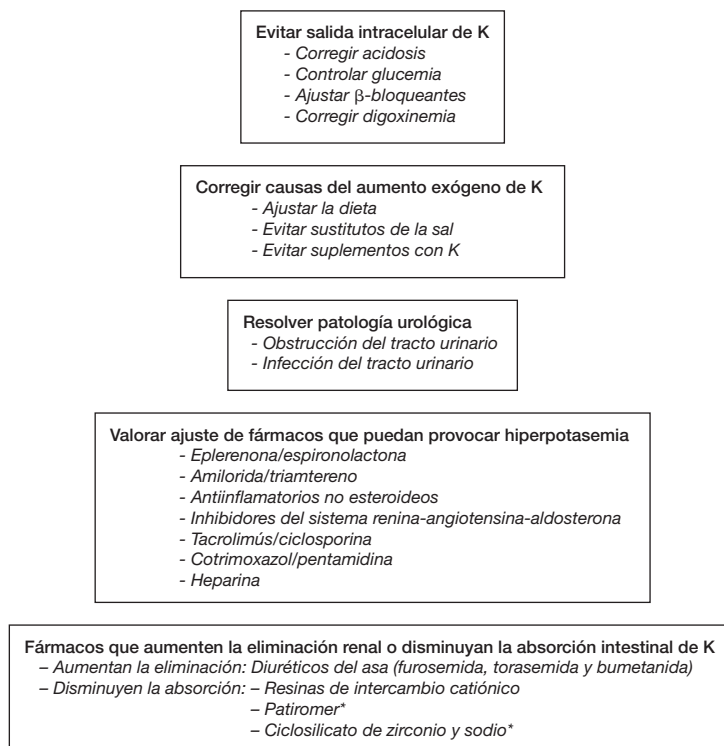 Evitar salida intracelular de K
- Corregir acidosis
- Controlar glucemia
- Ajustar β-bloqueantes
- Corregir digoxinemia
Corregir causas del aumento exógeno de K
- Ajustar la dieta
- Evitar sustitutos de la sal
- Evitar suplementos con K
Resolver patología urológica
- Obstrucción del tracto urinario
- Infección del tracto urinario
Valorar ajuste de fármacos que puedan provocar hiperpotasemia
- Eplerenona/espironolactona
- Amilorida/triamtereno
- Antiinflamatorios no esteroideos
- Inhibidores del sistema renina-angiotensina-aldosterona
- Tacrolimús/ciclosporina
- Cotrimoxazol/pentamidina
- Heparina
Fármacos que aumenten la eliminación renal o disminuyan la absorción intestinal de K
– Aumentan la eliminación: Diuréticos del asa (furosemida, torasemida y bumetanida)
– Disminuyen la absorción: – Resinas de intercambio catiónico
– Patiromer*
– Ciclosilicato de zirconio y sodio*